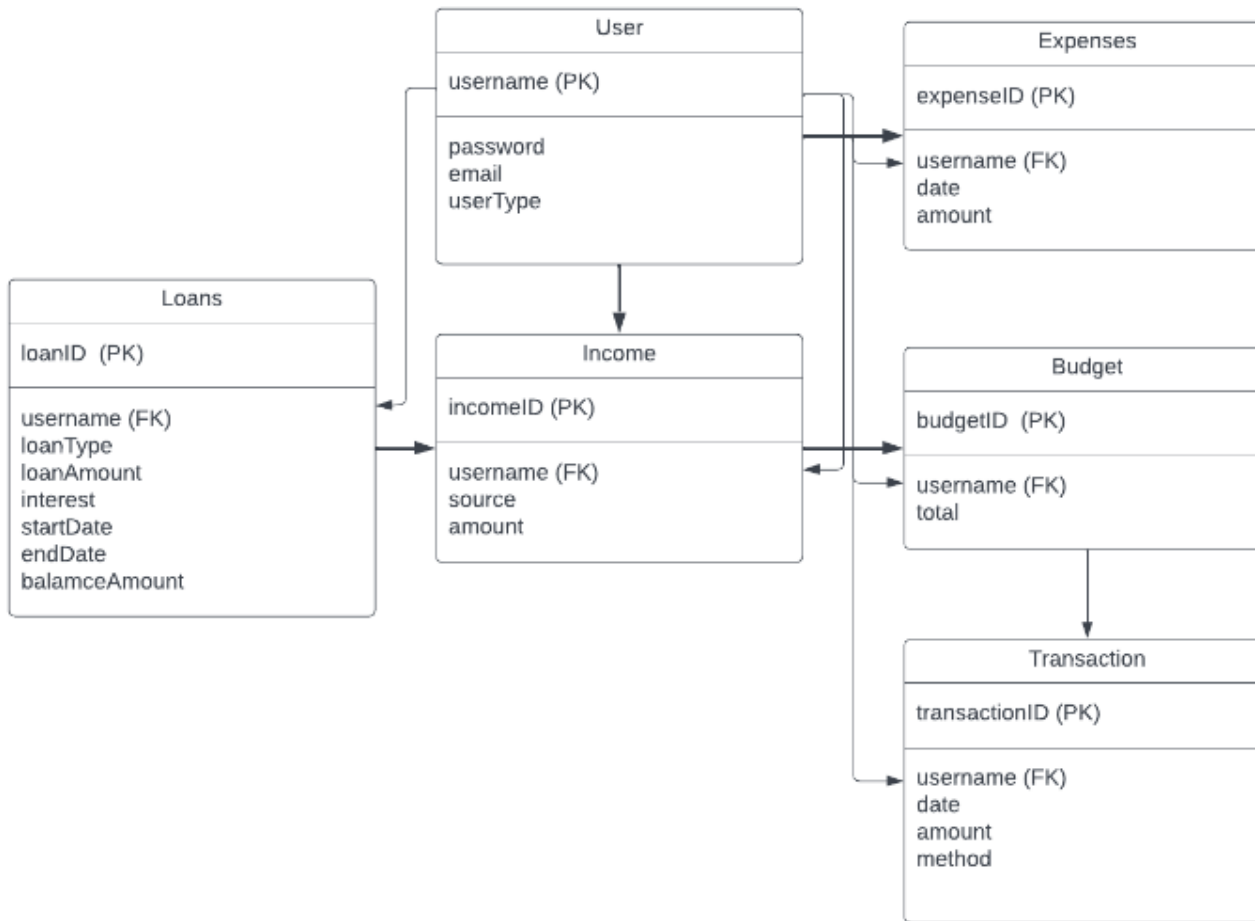 User
username (PK)
password
email
userType
Expenses
expenseID (PK)
username (FK)
date
amount
Loans
loanID (PK)
username (FK)
loanType
loanAmount
interest
startDate
endDate
balamceAmount
Income
incomeID (PK)
username (FK)
source
amount
Budget
budgetID (PK)
username (FK)
total
Transaction
transactionID (PK)
username (FK)
date
amount
method